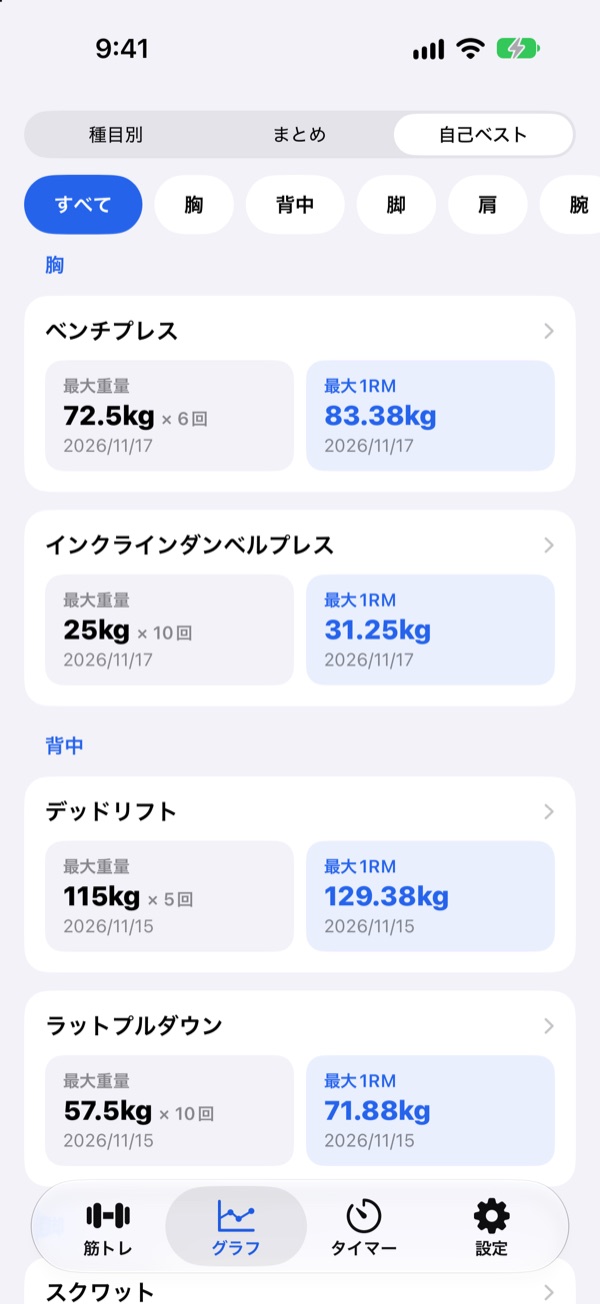 9:41
種目別 まとめ 自己ベスト
すべて 胸 背中 脚 肩 腕
胸
ベンチプレス
最大重量 最大1RM
72.5kg × 6回 83.38kg
2026/11/17 2026/11/17
インクラインダンベルプレス
最大重量 最大1RM
25kg × 10回 31.25kg
2026/11/17 2026/11/17
背中
デッドリフト
最大重量 最大1RM
115kg × 5回 129.38kg
2026/11/15 2026/11/15
ラットプルダウン
最大重量 最大1RM
57.5kg × 10回 71.88kg
2026/11/15 2026/11/15
筋トレ グラフ タイマー 設定
スクワット